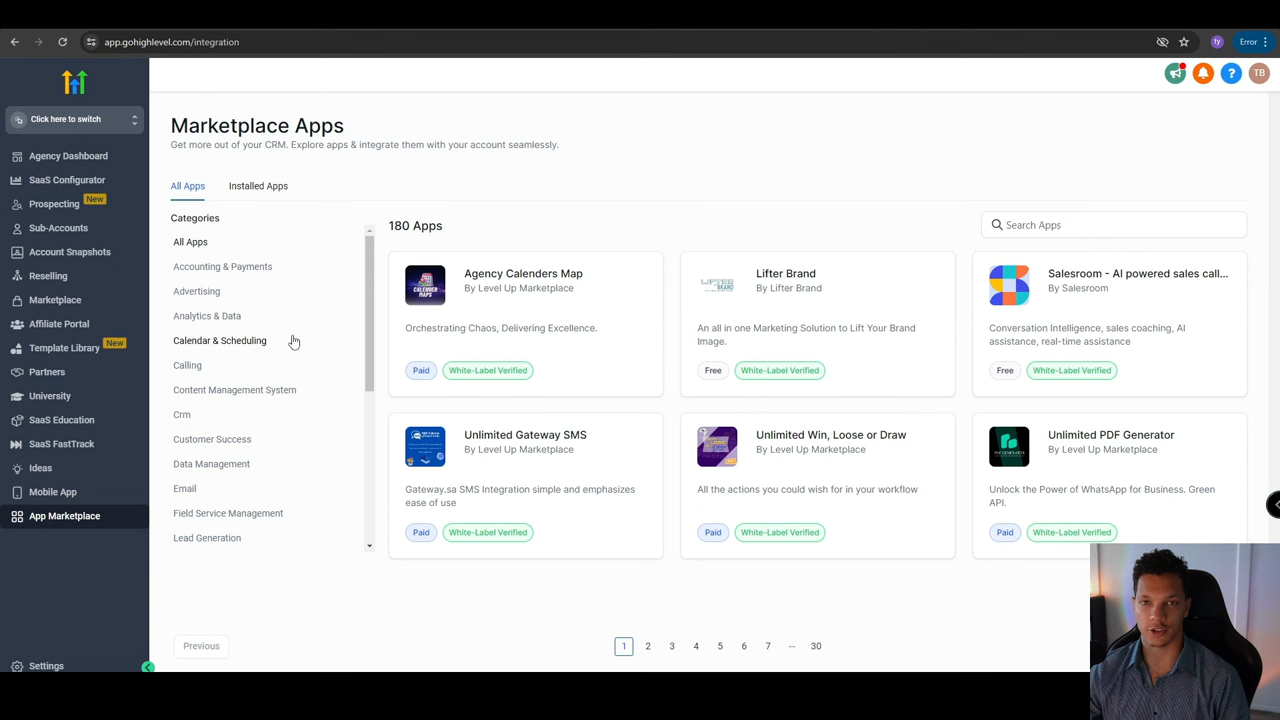 app.gohighlevel.com/integration
ty
Error
Click here to switch
TB
Agency Dashboard
SaaS Configurator
Prospecting
New
Sub-Accounts
Account Snapshots
Reselling
Marketplace
Affiliate Portal
Template Library
New
Partners
University
SaaS Education
SaaS FastTrack
Ideas
Mobile App
App Marketplace
Settings
Marketplace Apps
Get more out of your CRM. Explore apps & integrate them with your account seamlessly.
All Apps
Installed Apps
Categories
All Apps
Accounting & Payments
Advertising
Analytics & Data
Calendar & Scheduling
Calling
Content Management System
Crm
Customer Success
Data Management
Email
Field Service Management
Lead Generation
180 Apps
Search Apps
CALENDER
MAPS
Agency Calenders Map
By Level Up Marketplace
Orchestrating Chaos, Delivering Excellence.
Paid
White-Label Verified
LIFTER
BRAND
Lifter Brand
By Lifter Brand
An all in one Marketing Solution to Lift Your Brand
Image.
Free
White-Label Verified
Salesroom - AI powered sales call...
By Salesroom
Conversation Intelligence, sales coaching, AI
assistance, real-time assistance
Free
White-Label Verified
Unlimited Gateway SMS
By Level Up Marketplace
Gateway.sa SMS Integration simple and emphasizes
ease of use
Paid
White-Label Verified
Unlimited Win, Loose or Draw
By Level Up Marketplace
All the actions you could wish for in your workflow
Paid
White-Label Verified
Unlimited PDF Generator
By Level Up Marketplace
Unlock the Power of WhatsApp for Business. Green
API.
Paid
White-Label Verified
Previous
1
2
3
4
5
6
7
...
30